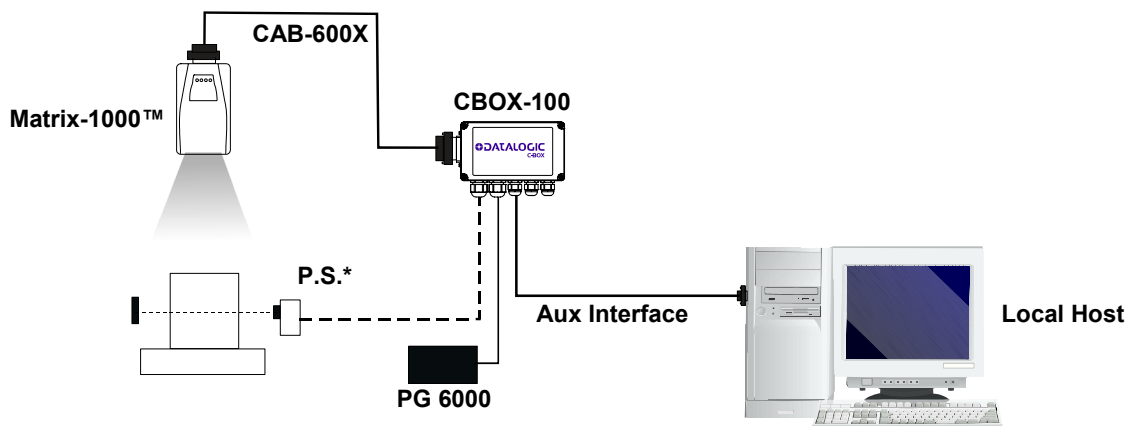 CAB-600X
Matrix-1000™
CBOX-100
DATALOGIC
C-BOX
P.S.*
Aux Interface
Local Host
PG 6000